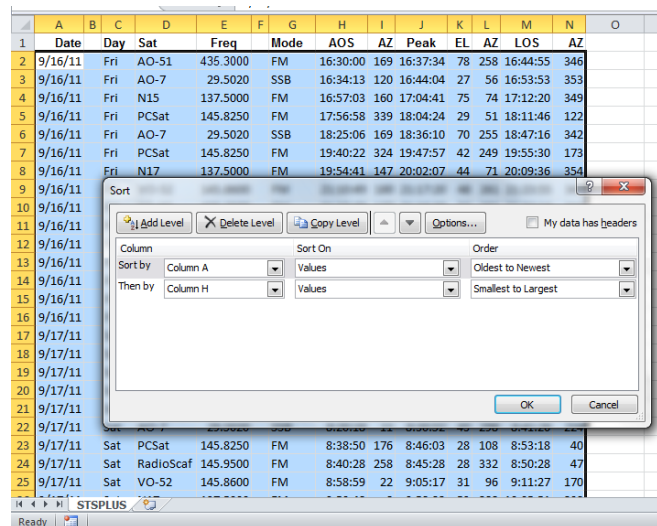 A B C D E F G H I J K L M N O
1 Date Day Sat Freq Mode AOS AZ Peak EL AZ LOS AZ
2 9/16/11 Fri AO-51 435.3000 FM 16:30:00 169 16:37:34 78 258 16:44:55 346
3 9/16/11 Fri AO-7 29.5020 SSB 16:34:13 120 16:44:04 27 56 16:53:53 353
4 9/16/11 Fri N15 137.5000 FM 16:57:03 160 17:04:41 75 74 17:12:20 349
5 9/16/11 Fri PCSat 145.8250 FM 17:56:58 339 18:04:24 29 51 18:11:46 122
6 9/16/11 Fri AO-7 29.5020 SSB 18:25:06 169 18:36:10 70 255 18:47:16 342
7 9/16/11 Fri PCSat 145.8250 FM 19:40:22 324 19:47:57 42 249 19:55:30 173
8 9/16/11 Fri N17 137.5000 FM 19:54:41 147 20:02:07 44 71 20:09:36 354
9 9/16/11
10 9/16/11
11 9/16/11
12 9/16/11
13 9/16/11
14 9/16/11
15 9/16/11
16 9/16/11
17 9/17/11
18 9/17/11
19 9/17/11
20 9/17/11
21 9/17/11
22 9/17/11
23 9/17/11 Sat PCSat 145.8250 FM 8:38:50 176 8:46:03 28 108 8:53:18 40
24 9/17/11 Sat RadioScaf 145.9500 FM 8:40:28 258 8:45:28 28 332 8:50:28 47
25 9/17/11 Sat VO-52 145.8600 FM 8:58:59 22 9:05:17 31 96 9:11:27 170
Sort
Add Level Delete Level Copy Level Options... My data has headers
Column Sort On Order
Sort by Column A Values Oldest to Newest
Then by Column H Values Smallest to Largest
OK Cancel
STSPLUS
Ready